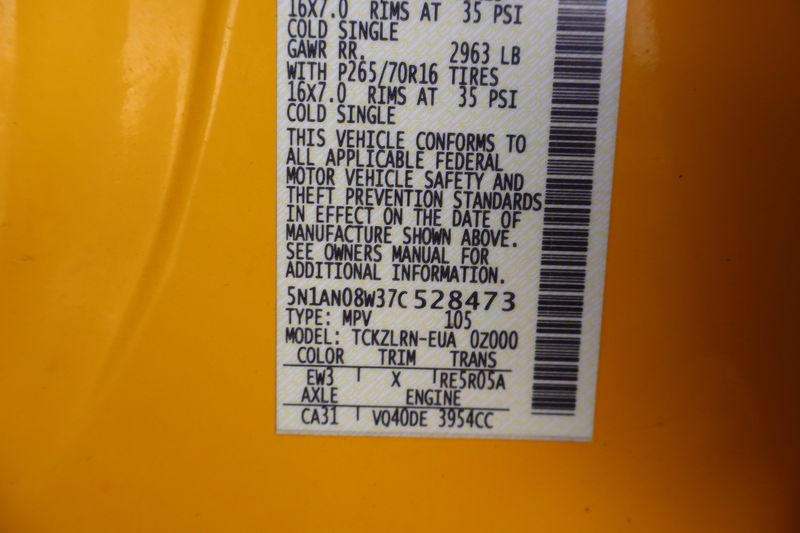 16X7.0 RIMS AT 35 PSI
COLD SINGLE
GAWR RR. 2963 LB
WITH P265/70R16 TIRES
16X7.0 RIMS AT 35 PSI
COLD SINGLE
THIS VEHICLE CONFORMS TO
ALL APPLICABLE FEDERAL
MOTOR VEHICLE SAFETY AND
THEFT PREVENTION STANDARDS
IN EFFECT ON THE DATE OF
MANUFACTURE SHOWN ABOVE.
SEE OWNERS MANUAL FOR
ADDITIONAL INFORMATION.
5N1AN08W37C528473
TYPE: MPV 105
MODEL: TCKZLRN-EUA 0Z000
COLOR TRIM TRANS
EW3 X RE5R05A
AXLE ENGINE
CA31 VQ40DE 3954CC